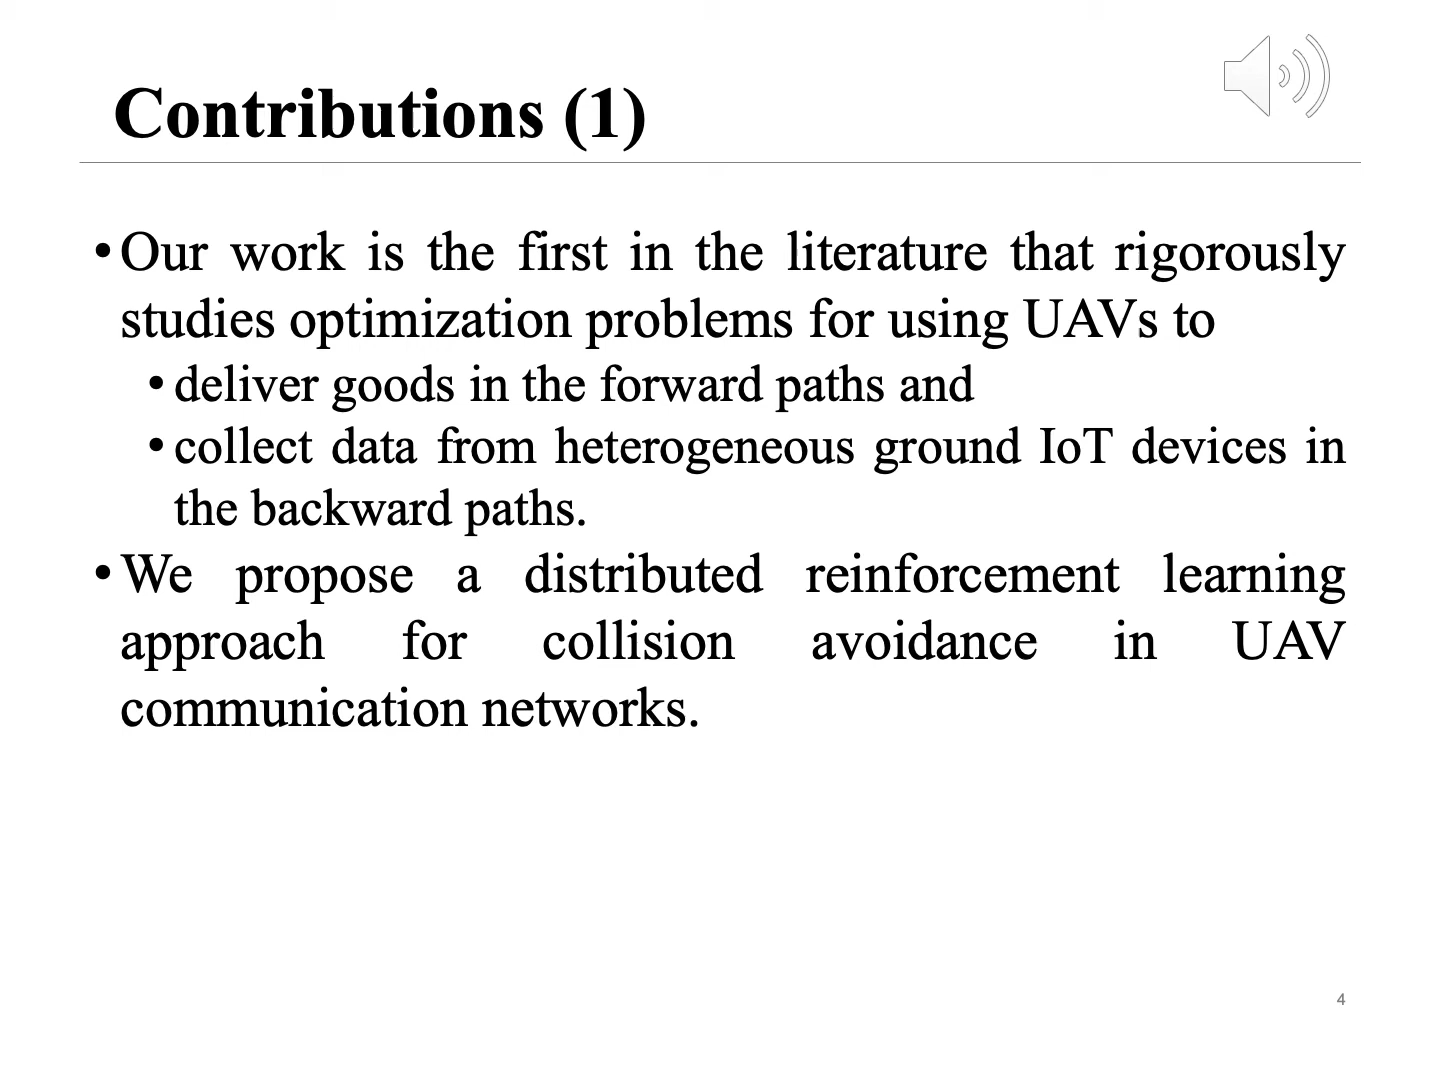 Contributions (1)
•Our work is the first in the literature that rigorously
studies optimization problems for using UAVs to
• deliver goods in the forward paths and
• collect data from heterogeneous ground IoT devices in
the backward paths.
•We propose a distributed reinforcement learning
approach for collision avoidance in UAV
communication networks.
4